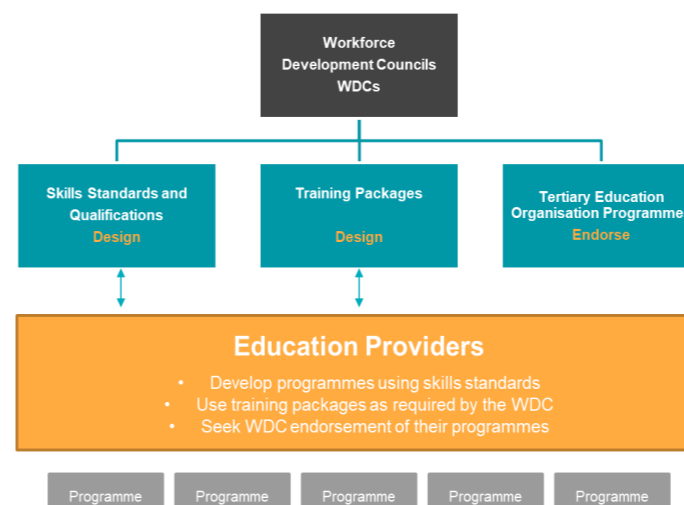 Workforce
Development Councils
WDCs
Skills Standards and
Qualifications
Design
Training Packages
Design
Tertiary Education
Organisation Programme
Endorse
Education Providers
• Develop programmes using skills standards
• Use training packages as required by the WDC
• Seek WDC endorsement of their programmes
Programme
Programme
Programme
Programme
Programme